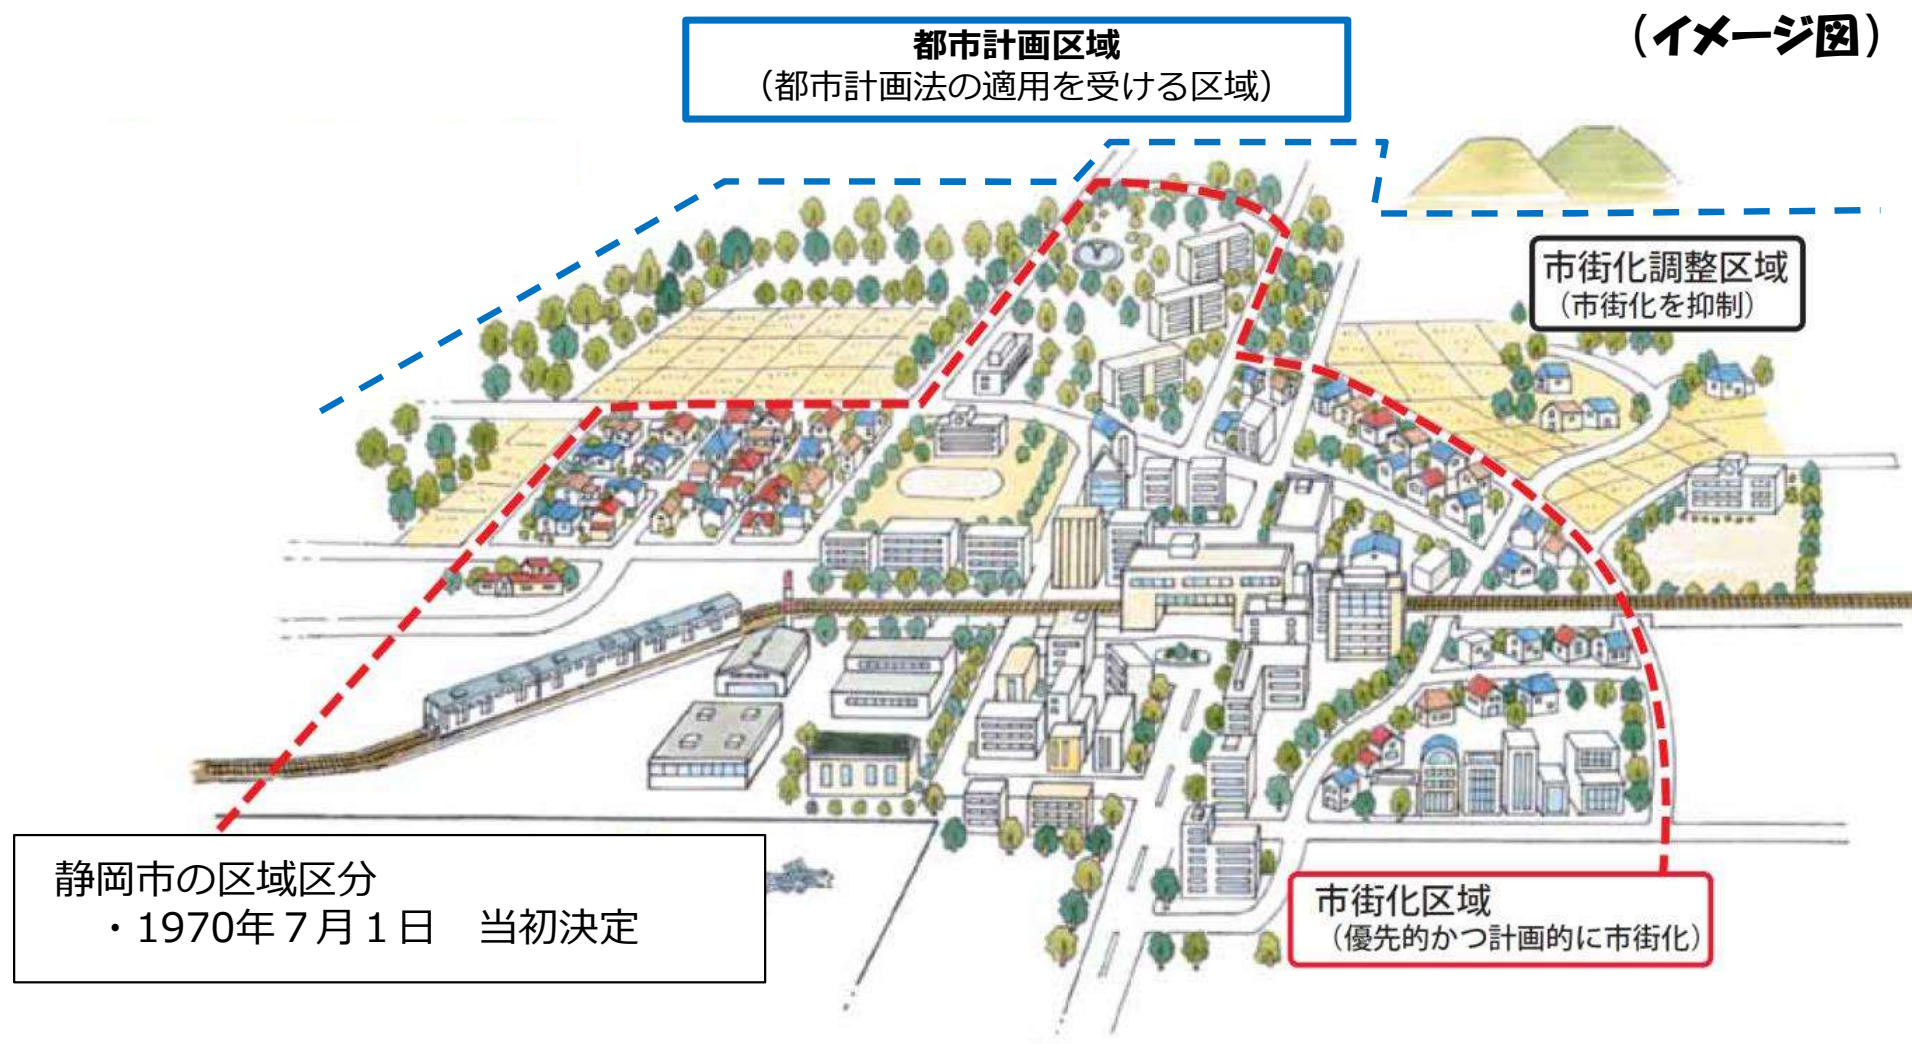 （イメージ図）
都市計画区域
（都市計画法の適用を受ける区域）
市街化調整区域
（市街化を抑制）
静岡市の区域区分
・1970年７月１日　当初決定
市街化区域
（優先的かつ計画的に市街化）